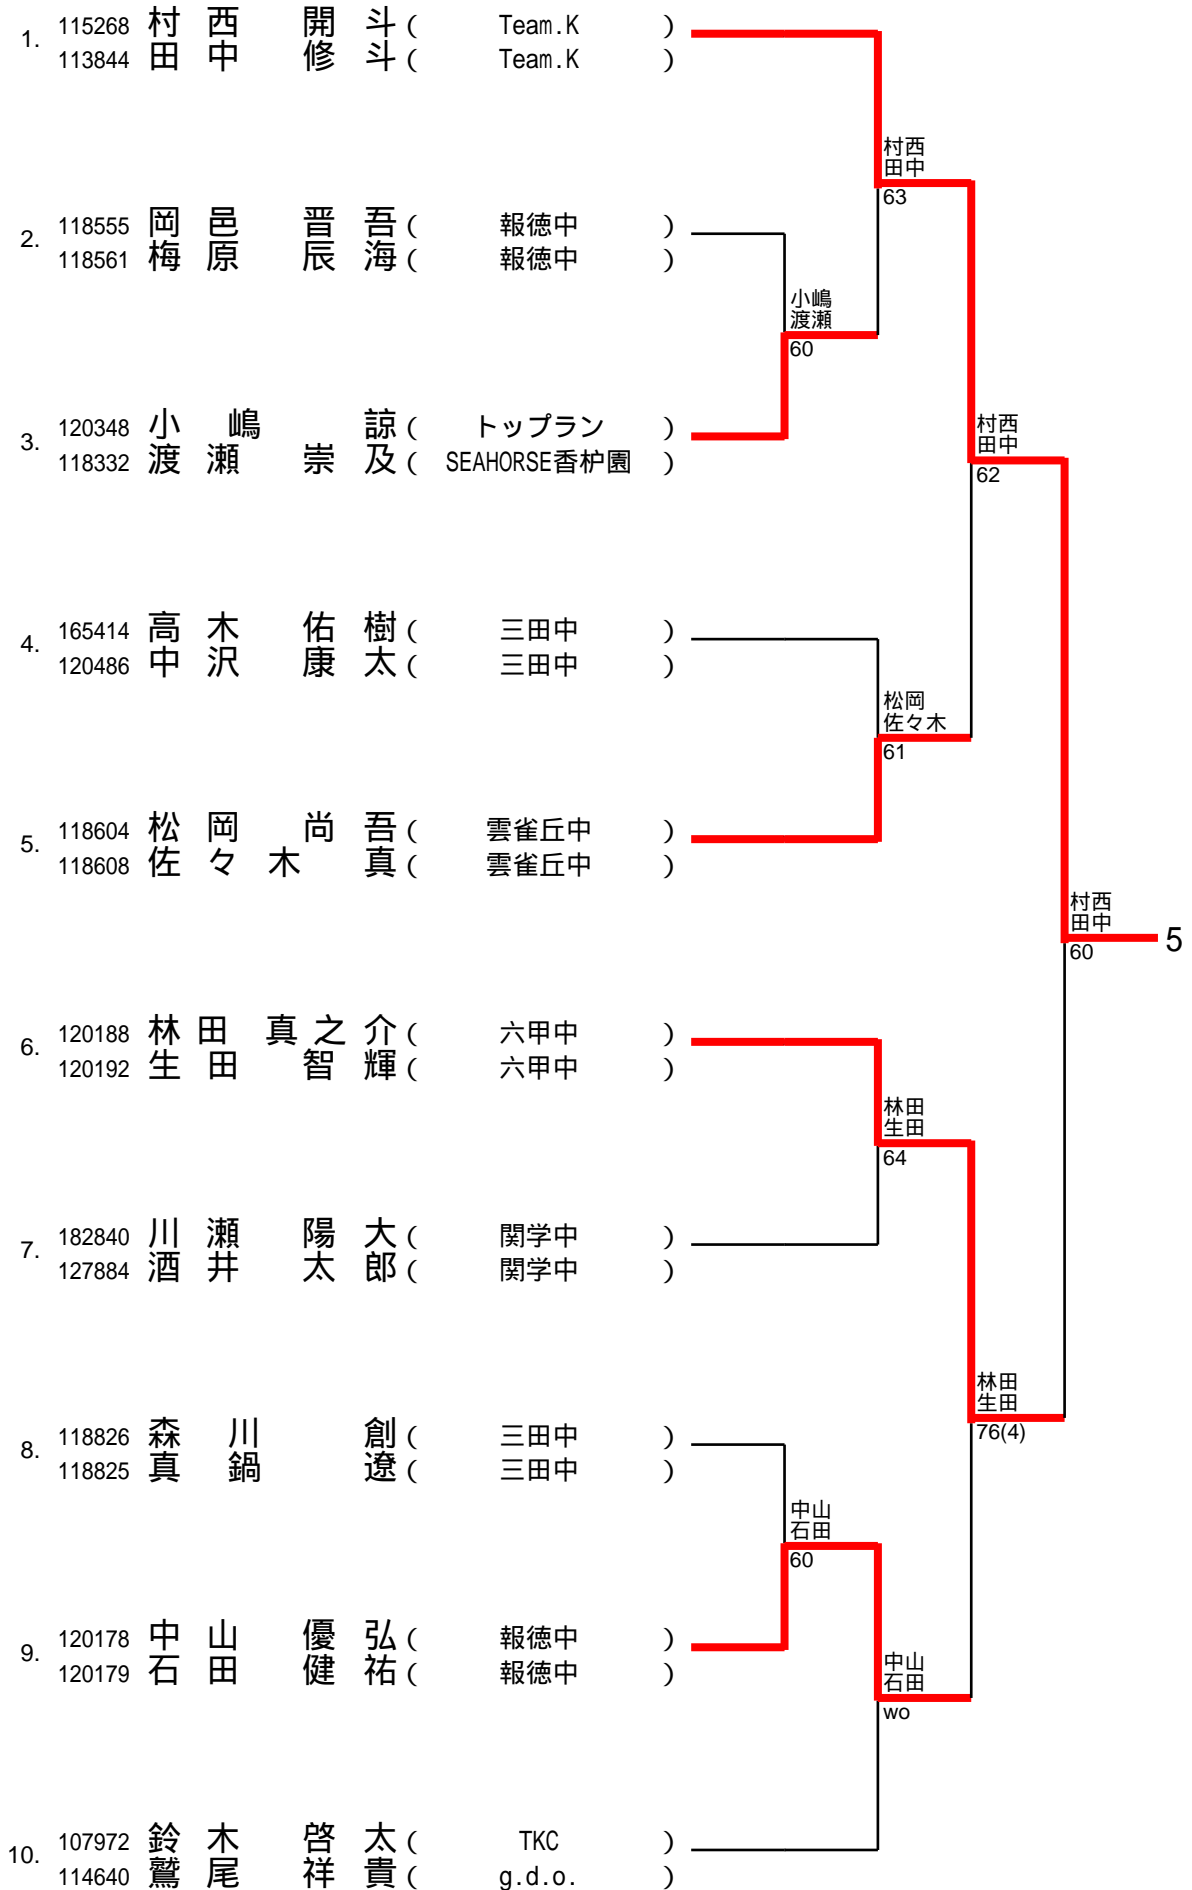 1. 115268 村西 開斗 ( Team.K )
113844 田中 修斗 ( Team.K )
村西
田中
63
2. 118555 岡邑 晋吾 ( 報徳中 )
118561 梅原 辰海 ( 報徳中 )
小嶋
渡瀬
60
3. 120348 小嶋 諒 ( トップラン )
118332 渡瀬 崇及 ( SEAHORSE香枦園 )
村西
田中
62
4. 165414 高木 佑樹 ( 三田中 )
120486 中沢 康太 ( 三田中 )
松岡
佐々木
61
5. 118604 松岡 尚吾 ( 雲雀丘中 )
118608 佐々木 真 ( 雲雀丘中 )
村西
田中
60
5
6. 120188 林田 真之介 ( 六甲中 )
120192 生田 智輝 ( 六甲中 )
林田
生田
64
7. 182840 川瀬 陽大 ( 関学中 )
127884 酒井 太郎 ( 関学中 )
林田
生田
76(4)
8. 118826 森川 創 ( 三田中 )
118825 真鍋 遼 ( 三田中 )
中山
石田
60
9. 120178 中山 優弘 ( 報徳中 )
120179 石田 健祐 ( 報徳中 )
中山
石田
wo
10. 107972 鈴木 啓太 ( TKC )
114640 鷲尾 祥貴 ( g.d.o. )